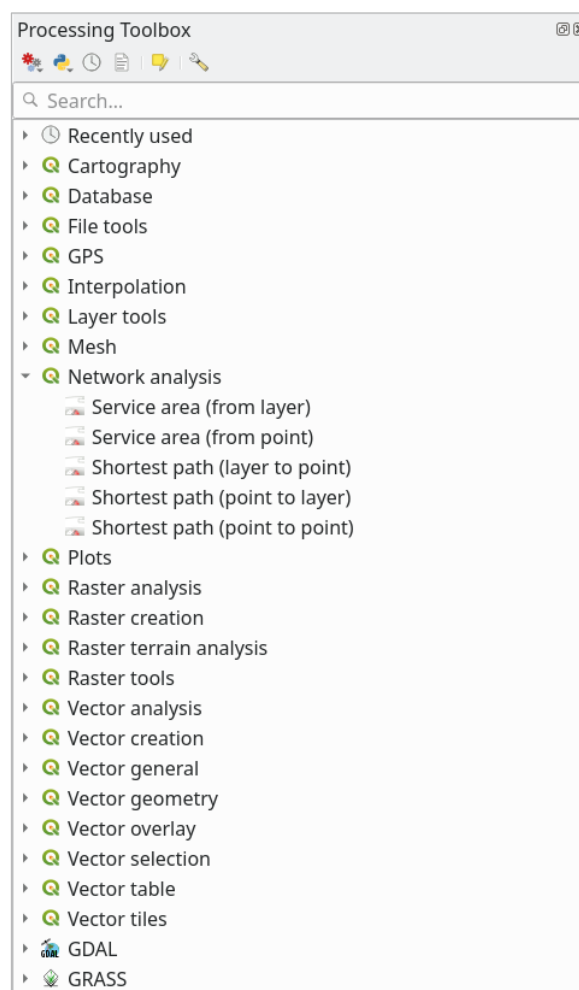 Processing Toolbox
Search...
Recently used
Cartography
Database
File tools
GPS
Interpolation
Layer tools
Mesh
Network analysis
Service area (from layer)
Service area (from point)
Shortest path (layer to point)
Shortest path (point to layer)
Shortest path (point to point)
Plots
Raster analysis
Raster creation
Raster terrain analysis
Raster tools
Vector analysis
Vector creation
Vector general
Vector geometry
Vector overlay
Vector selection
Vector table
Vector tiles
GDAL GDAL
GRASS